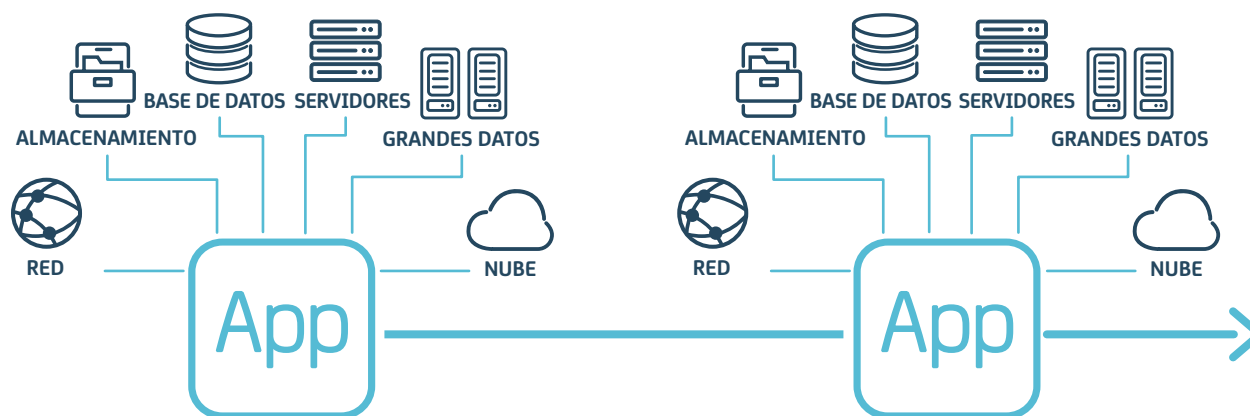 BASE DE DATOS
SERVIDORES
ALMACENAMIENTO
GRANDES DATOS
RED
NUBE
App
BASE DE DATOS
SERVIDORES
ALMACENAMIENTO
GRANDES DATOS
RED
NUBE
App